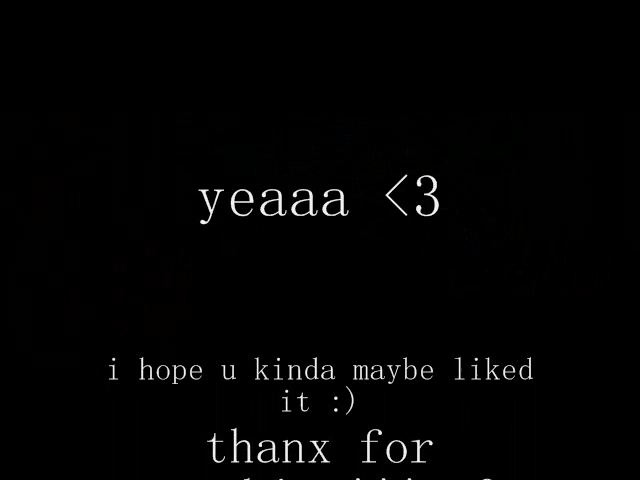 yeaaa <3
i hope u kinda maybe liked
it :)
thanx for